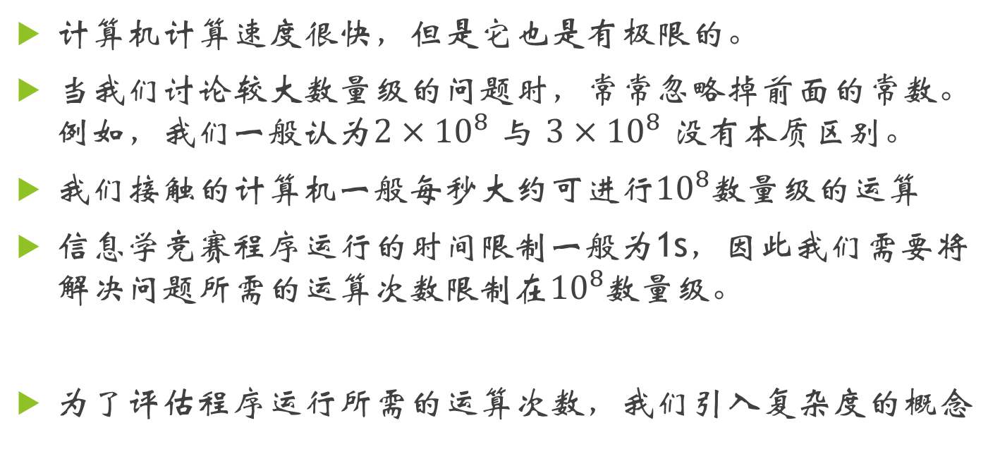 计算机计算速度很快，但是它也是有极限的。
当我们讨论较大数量级的问题时，常常忽略掉前面的常数。
例如，我们一般认为2 × 10⁸ 与 3 × 10⁸ 没有本质区别。
我们接触的计算机一般每秒大约可进行10⁸数量级的运算
信息学竞赛程序运行的时间限制一般为1s，因此我们需要将
解决问题所需的运算次数限制在10⁸数量级。
为了评估程序运行所需的运算次数，我们引入复杂度的概念